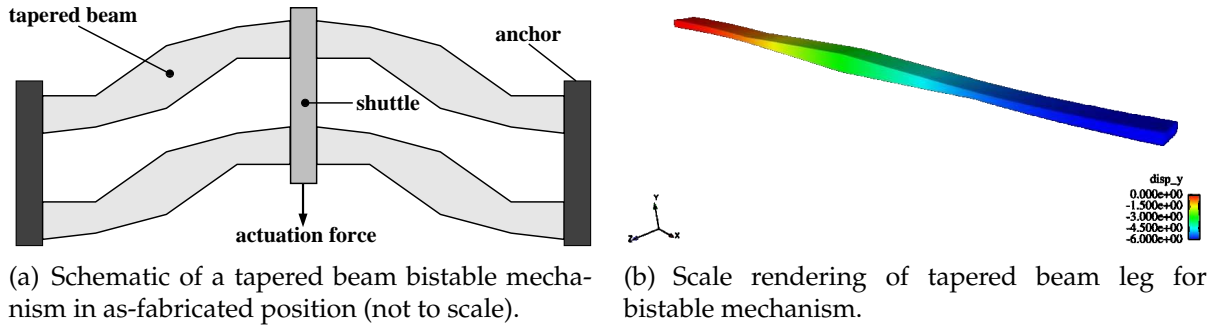 tapered beam
anchor
shuttle
actuation force
(a) Schematic of a tapered beam bistable mecha-
nism in as-fabricated position (not to scale).
disp_y
0.000e+00
-1.500e+00
-3.000e+00
-4.500e+00
-6.000e+00
Y
Z
X
(b) Scale rendering of tapered beam leg for
bistable mechanism.